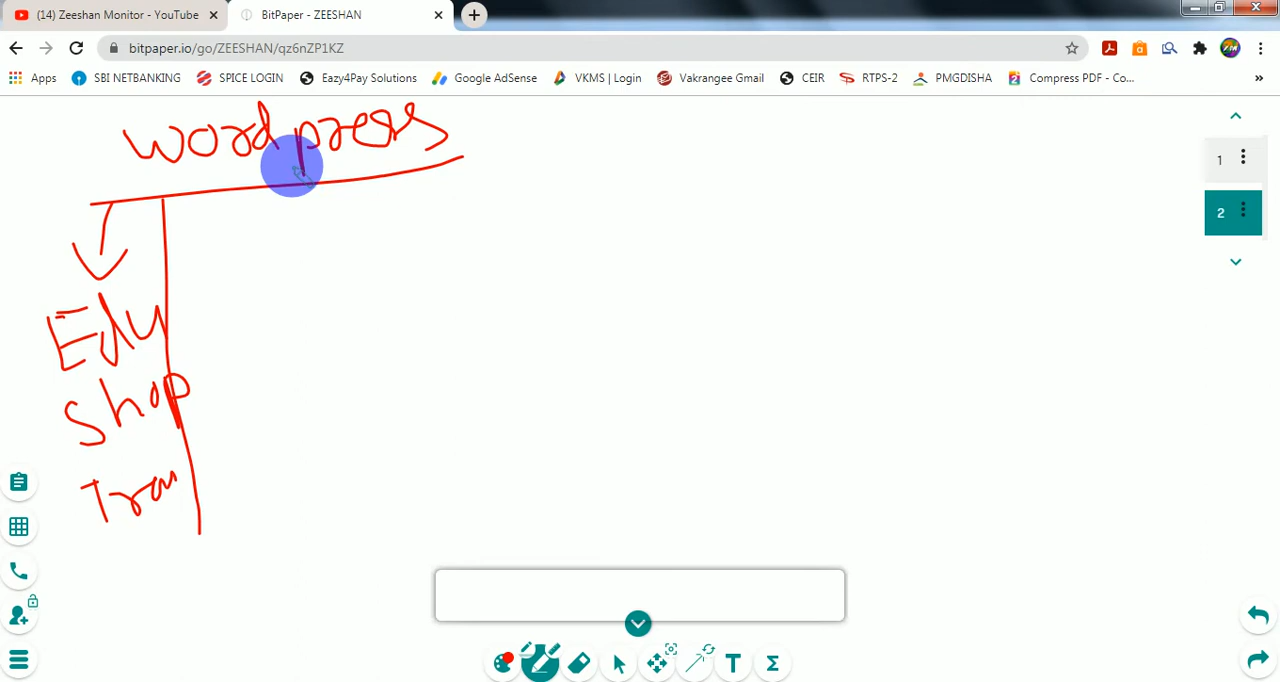 (14) Zeeshan Monitor - YouTube
BitPaper - ZEESHAN
bitpaper.io/go/ZEESHAN/qz6nZP1KZ
Apps SBI NETBANKING SPICE LOGIN Eazy4Pay Solutions Google AdSense VKMS | Login Vakrangee Gmail CEIR RTPS-2 PMGDISHA Compress PDF - Co... »
wordpress
1
2
Edu
Shop
Tra
T Σ